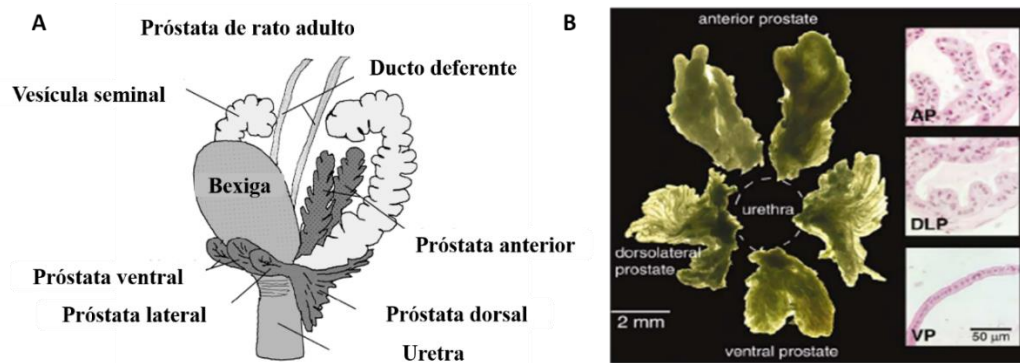 A
Próstata de rato adulto
Ducto deferente
Vesícula seminal
Bexiga
Próstata anterior
Próstata ventral
Próstata lateral
Próstata dorsal
Uretra
B
anterior prostate
AP
urethra
DLP
dorsolateral
prostate
2 mm
VP
50 µm
ventral prostate